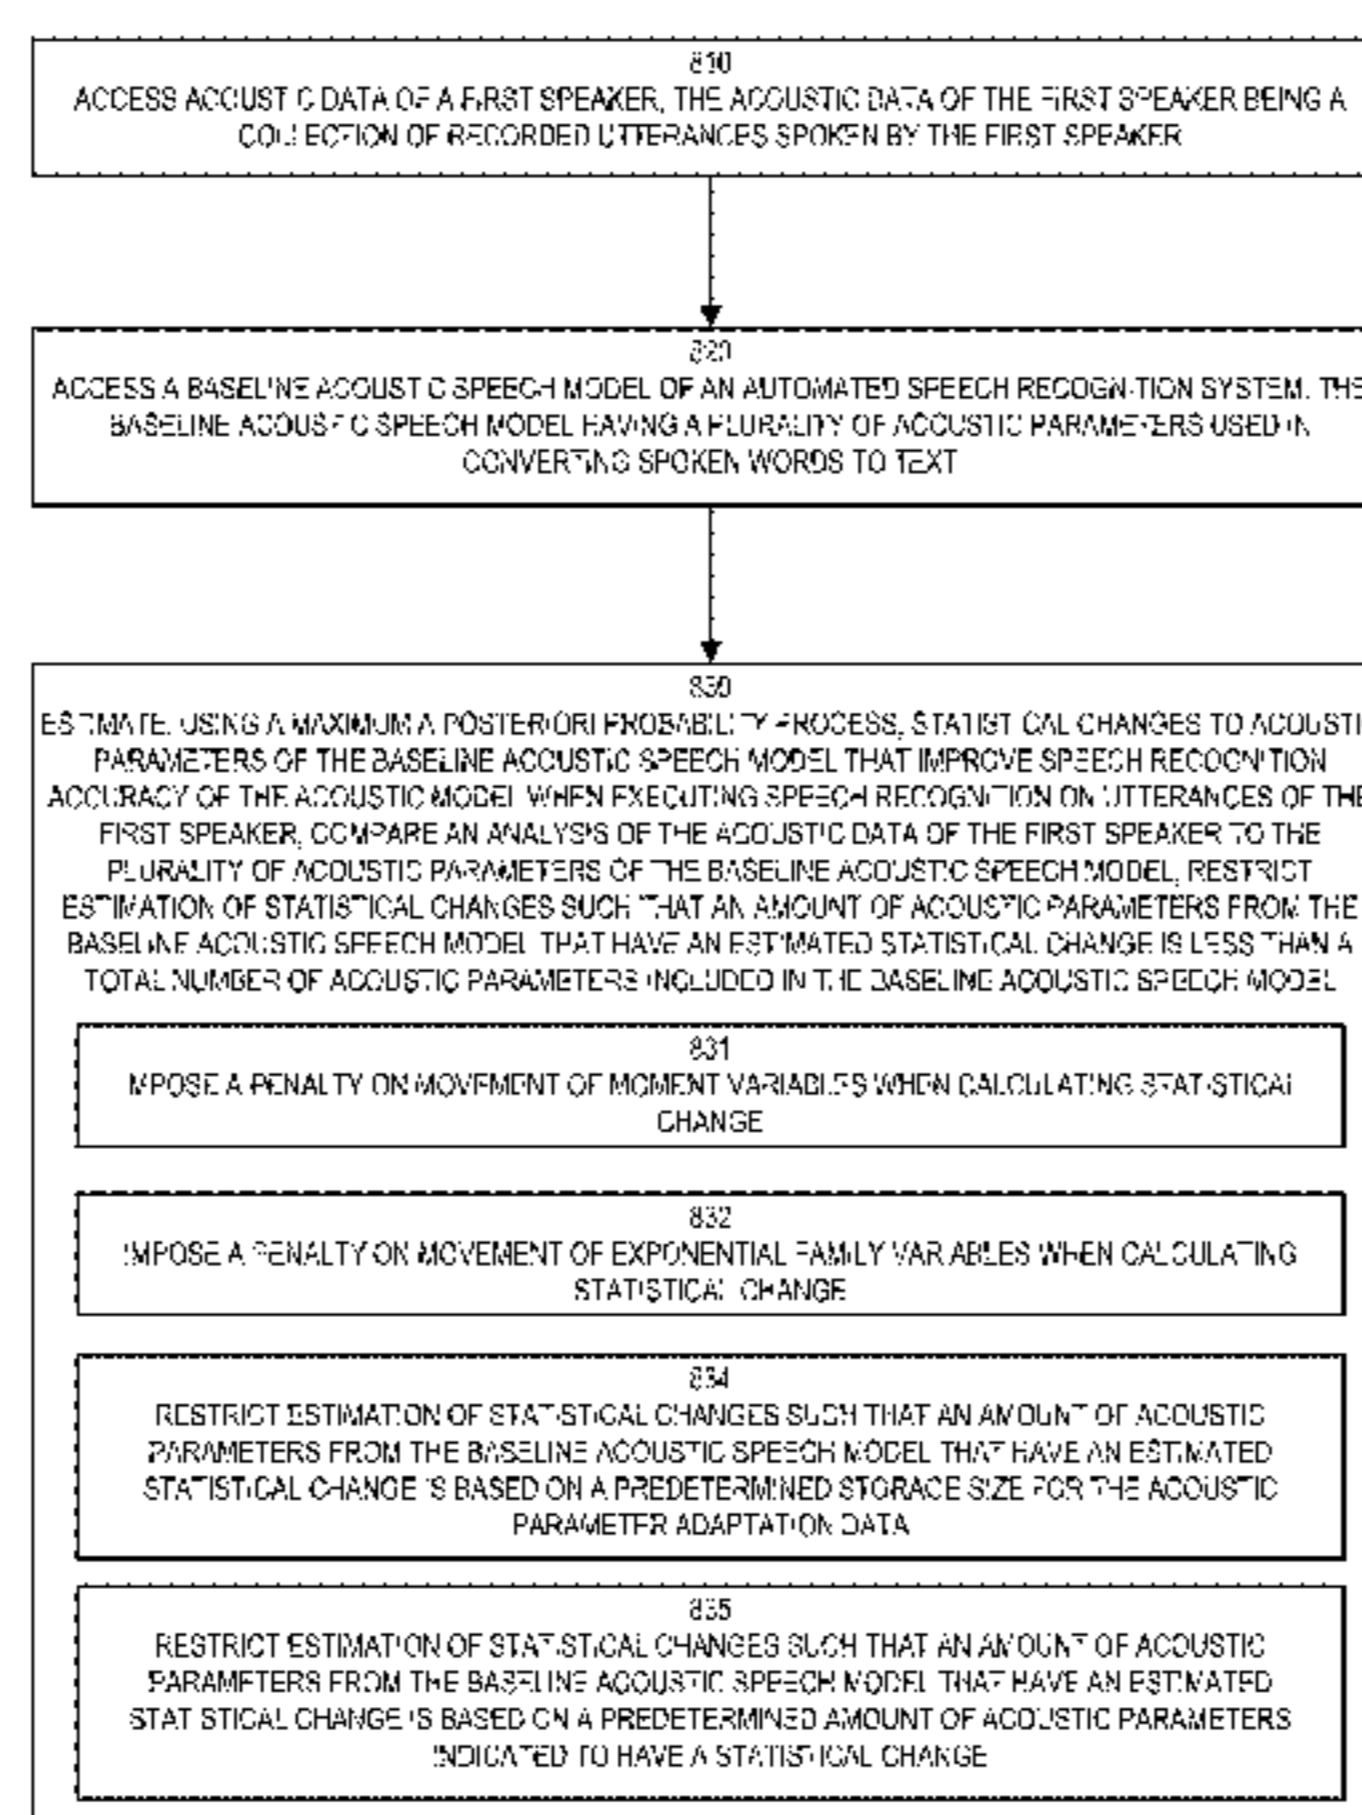 810
ACCESS ACOUSTIC DATA OF A FIRST SPEAKER, THE ACOUSTIC DATA OF THE FIRST SPEAKER BEING A
COLLECTION OF RECORDED UTTERANCES SPOKEN BY THE FIRST SPEAKER
820
ACCESS A BASELINE ACOUSTIC SPEECH MODEL OF AN AUTOMATED SPEECH RECOGNITION SYSTEM, THE
BASELINE ACOUSTIC SPEECH MODEL HAVING A PLURALITY OF ACOUSTIC PARAMETERS USED IN
CONVERTING SPOKEN WORDS TO TEXT
830
ESTIMATE, USING A MAXIMUM A POSTERIORI PROBABILITY PROCESS, STATISTICAL CHANGES TO ACOUSTI
PARAMETERS OF THE BASELINE ACOUSTIC SPEECH MODEL THAT IMPROVE SPEECH RECOGNITION
ACCURACY OF THE ACOUSTIC MODEL WHEN EXECUTING SPEECH RECOGNITION ON UTTERANCES OF THE
FIRST SPEAKER, COMPARE AN ANALYSIS OF THE ACOUSTIC DATA OF THE FIRST SPEAKER TO THE
PLURALITY OF ACOUSTIC PARAMETERS OF THE BASELINE ACOUSTIC SPEECH MODEL, RESTRICT
ESTIMATION OF STATISTICAL CHANGES SUCH THAT AN AMOUNT OF ACOUSTIC PARAMETERS FROM THE
BASELINE ACOUSTIC SPEECH MODEL THAT HAVE AN ESTIMATED STATISTICAL CHANGE IS LESS THAN A
TOTAL NUMBER OF ACOUSTIC PARAMETERS INCLUDED IN THE BASELINE ACOUSTIC SPEECH MODEL
831
IMPOSE A PENALTY ON MOVEMENT OF MOMENT VARIABLES WHEN CALCULATING STATISTICAL
CHANGE
832
IMPOSE A PENALTY ON MOVEMENT OF EXPONENTIAL FAMILY VARIABLES WHEN CALCULATING
STATISTICAL CHANGE
834
RESTRICT ESTIMATION OF STATISTICAL CHANGES SUCH THAT AN AMOUNT OF ACOUSTIC
PARAMETERS FROM THE BASELINE ACOUSTIC SPEECH MODEL THAT HAVE AN ESTIMATED
STATISTICAL CHANGE IS BASED ON A PREDETERMINED STORAGE SIZE FOR THE ACOUSTIC
PARAMETER ADAPTATION DATA
835
RESTRICT ESTIMATION OF STATISTICAL CHANGES SUCH THAT AN AMOUNT OF ACOUSTIC
PARAMETERS FROM THE BASELINE ACOUSTIC SPEECH MODEL THAT HAVE AN ESTIMATED
STATISTICAL CHANGE IS BASED ON A PREDETERMINED AMOUNT OF ACOUSTIC PARAMETERS
INDICATED TO HAVE A STATISTICAL CHANGE